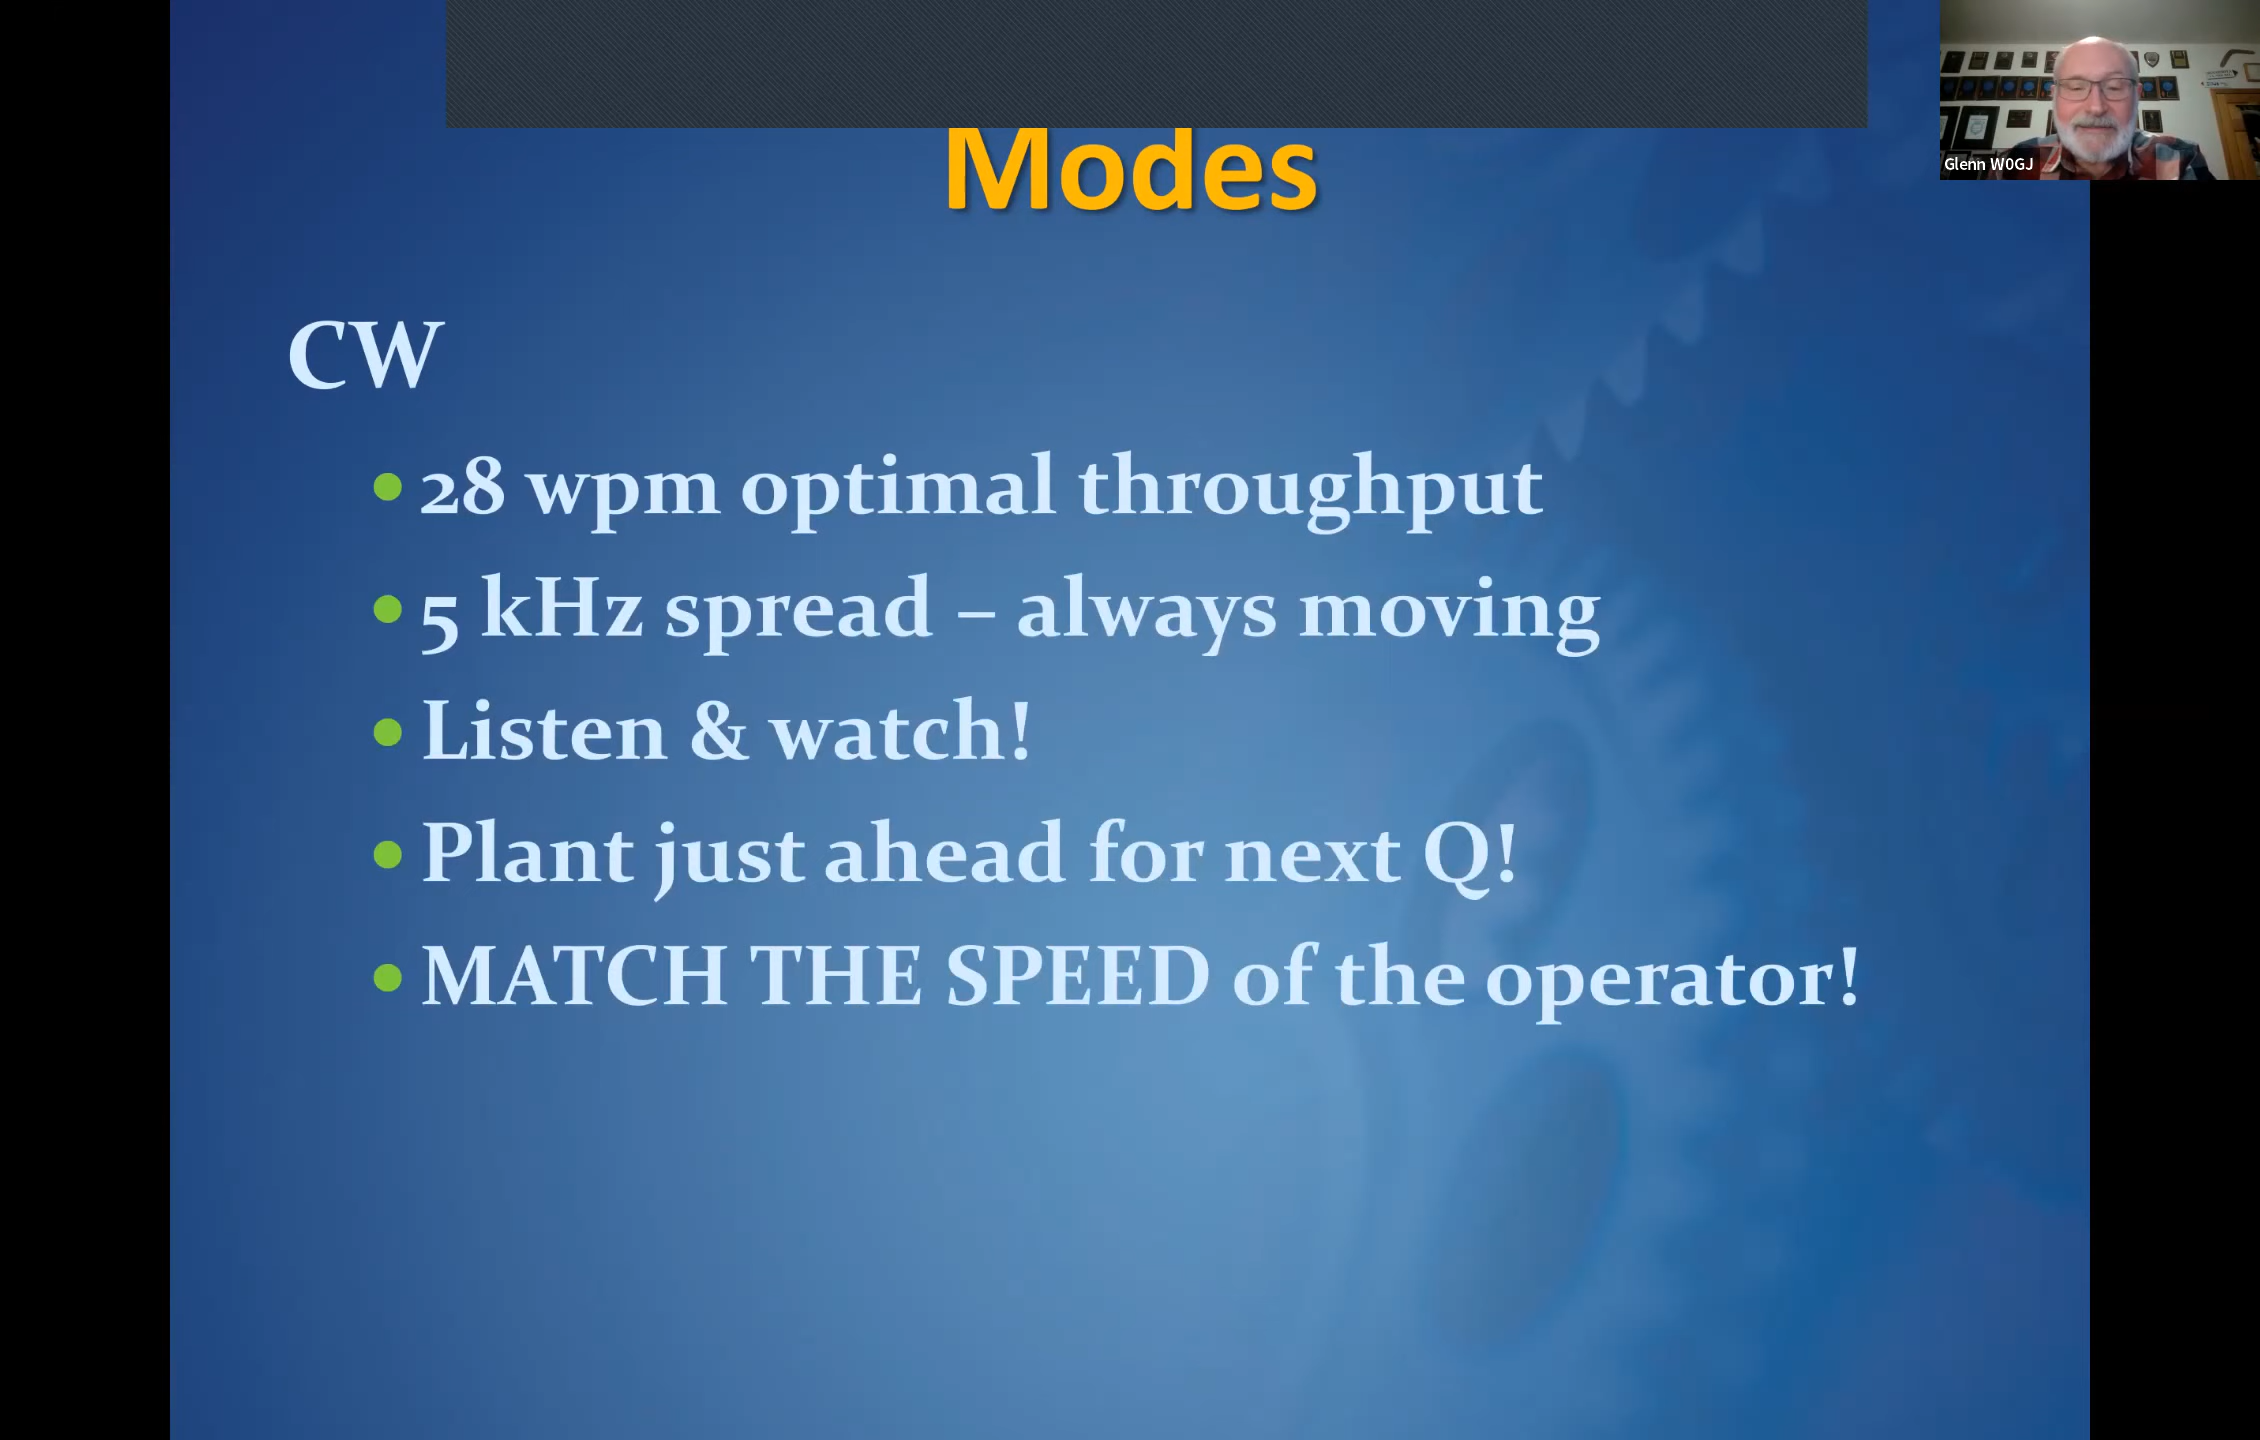 Modes
Glenn W0GJ
CW
• 28 wpm optimal throughput
• 5 kHz spread – always moving
• Listen & watch!
• Plant just ahead for next Q!
• MATCH THE SPEED of the operator!